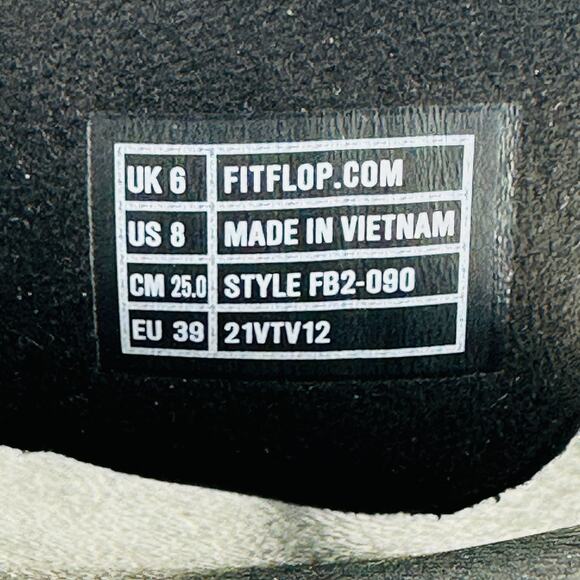 UK 6 FITFLOP.COM
US 8 MADE IN VIETNAM
CM 25.0 STYLE FB2-090
EU 39 21VTV12